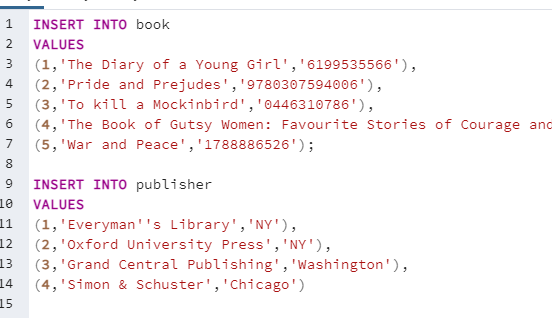 1 INSERT INTO book
2 VALUES
3 (1,'The Diary of a Young Girl','6199535566'),
4 (2,'Pride and Prejudes','9780307594006'),
5 (3,'To kill a Mockinbird','0446310786'),
6 (4,'The Book of Gutsy Women: Favourite Stories of Courage and
7 (5,'War and Peace','1788886526');
8
9 INSERT INTO publisher
10 VALUES
11 (1,'Everyman''s Library','NY'),
12 (2,'Oxford University Press','NY'),
13 (3,'Grand Central Publishing','Washington'),
14 (4,'Simon & Schuster','Chicago')
15